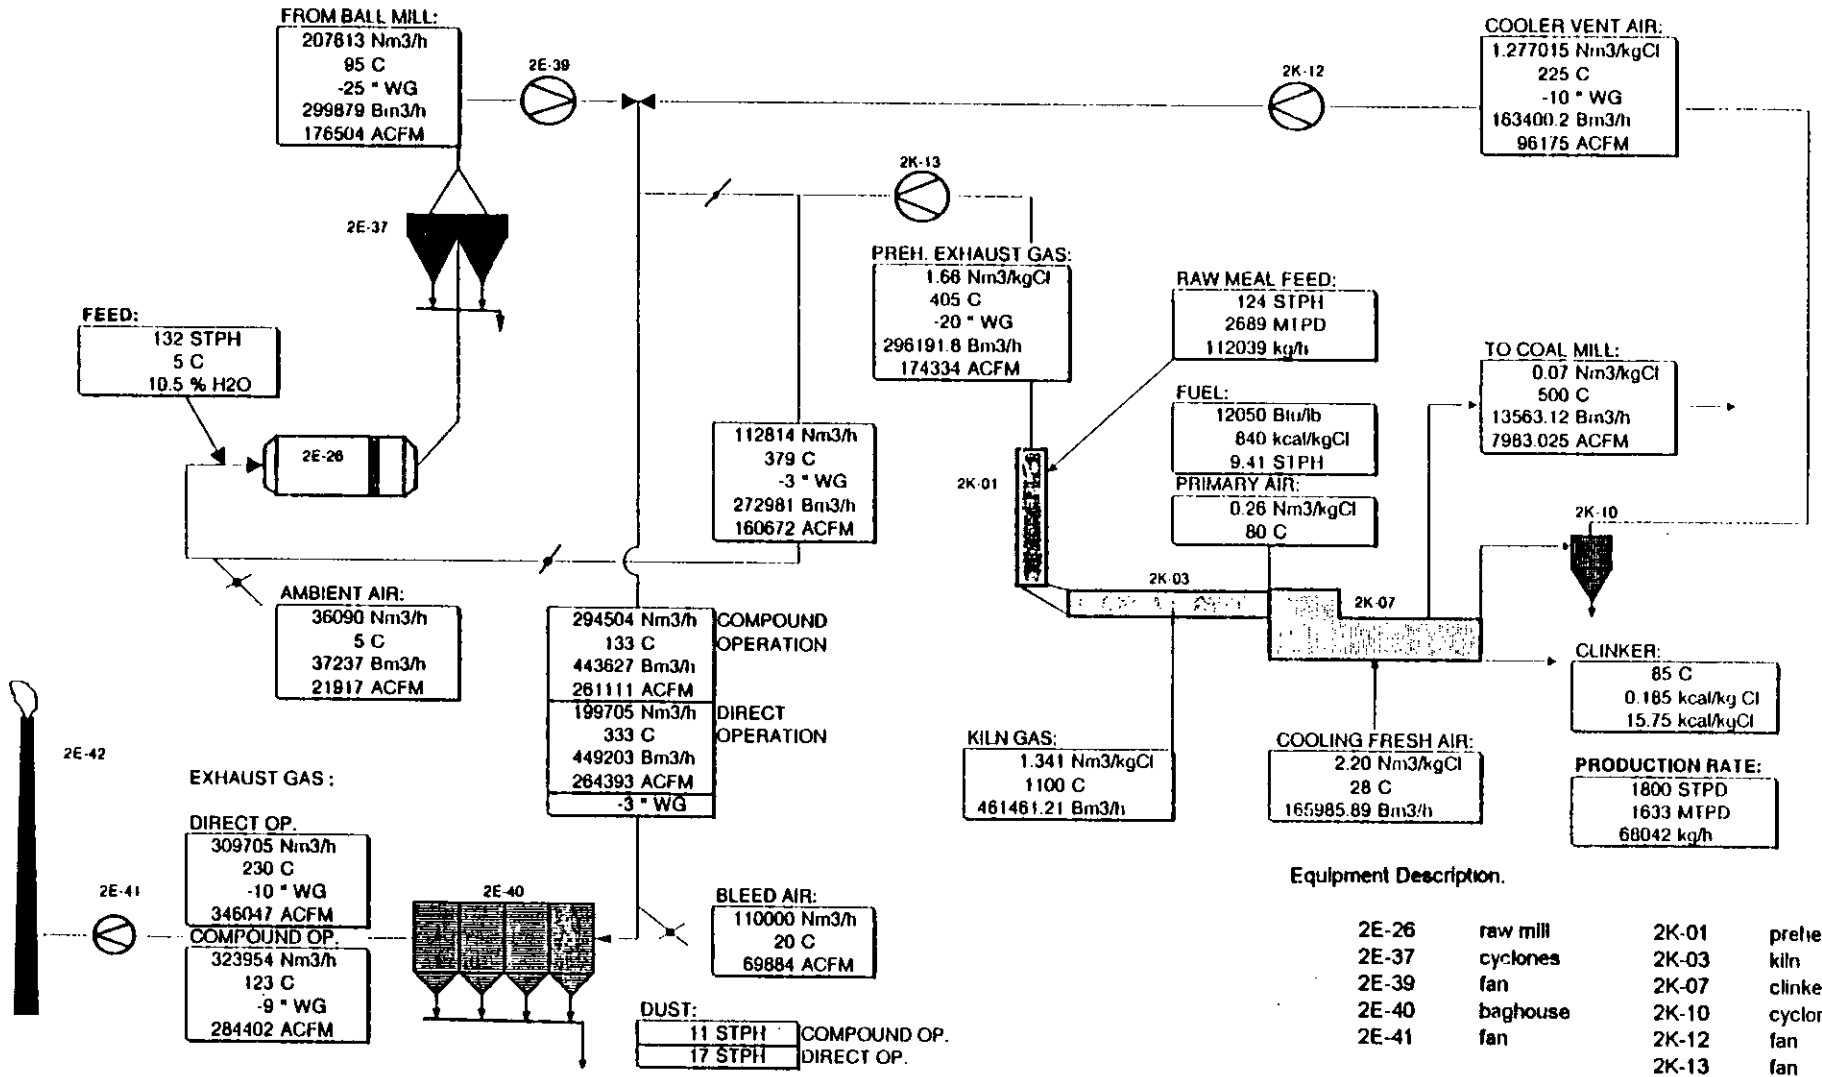 FROM BALL MILL:
207813 Nm3/h
95 C
-25 " WG
299879 Bm3/h
176504 ACFM
2E-39
2K-12
COOLER VENT AIR:
1.277015 Nm3/kgCl
225 C
-10 " WG
163400.2 Bm3/h
96175 ACFM
2K-13
2E-37
PREH. EXHAUST GAS:
1.66 Nm3/kgCl
405 C
-20 " WG
296191.8 Bm3/h
174334 ACFM
RAW MEAL FEED:
124 STPH
2689 MTPD
112039 kg/h
FEED:
132 STPH
5 C
10.5 % H2O
TO COAL MILL:
0.07 Nm3/kgCl
500 C
13563.12 Bm3/h
7983.025 ACFM
FUEL:
12050 Btu/lb
840 kcal/kgCl
9.41 STPH
2E-26
112814 Nm3/h
379 C
-3 " WG
272981 Bm3/h
160672 ACFM
2K-01
PRIMARY AIR:
0.26 Nm3/kgCl
80 C
2K-10
2K-03
2K-07
AMBIENT AIR:
36090 Nm3/h
5 C
37237 Bm3/h
21917 ACFM
294504 Nm3/h COMPOUND
133 C OPERATION
443627 Bm3/h
261111 ACFM
199705 Nm3/h DIRECT
333 C OPERATION
449203 Bm3/h
264393 ACFM
-3 " WG
CLINKER:
85 C
0.185 kcal/kg Cl
15.75 kcal/kgCl
KILN GAS:
1.341 Nm3/kgCl
1100 C
461461.21 Bm3/h
COOLING FRESH AIR:
2.20 Nm3/kgCl
28 C
165985.89 Bm3/h
PRODUCTION RATE:
1800 STPD
1633 MTPD
68042 kg/h
2E-42
EXHAUST GAS :
DIRECT OP.
309705 Nm3/h
230 C
-10 " WG
346047 ACFM
COMPOUND OP.
323954 Nm3/h
123 C
-9 " WG
284402 ACFM
2E-41
2E-40
BLEED AIR:
110000 Nm3/h
20 C
69884 ACFM
DUST:
11 STPH COMPOUND OP.
17 STPH DIRECT OP.
Equipment Description.
2E-26 raw mill 2K-01 prehe
2E-37 cyclones 2K-03 kiln
2E-39 fan 2K-07 clinke
2E-40 baghouse 2K-10 cyclon
2E-41 fan 2K-12 fan
2K-13 fan